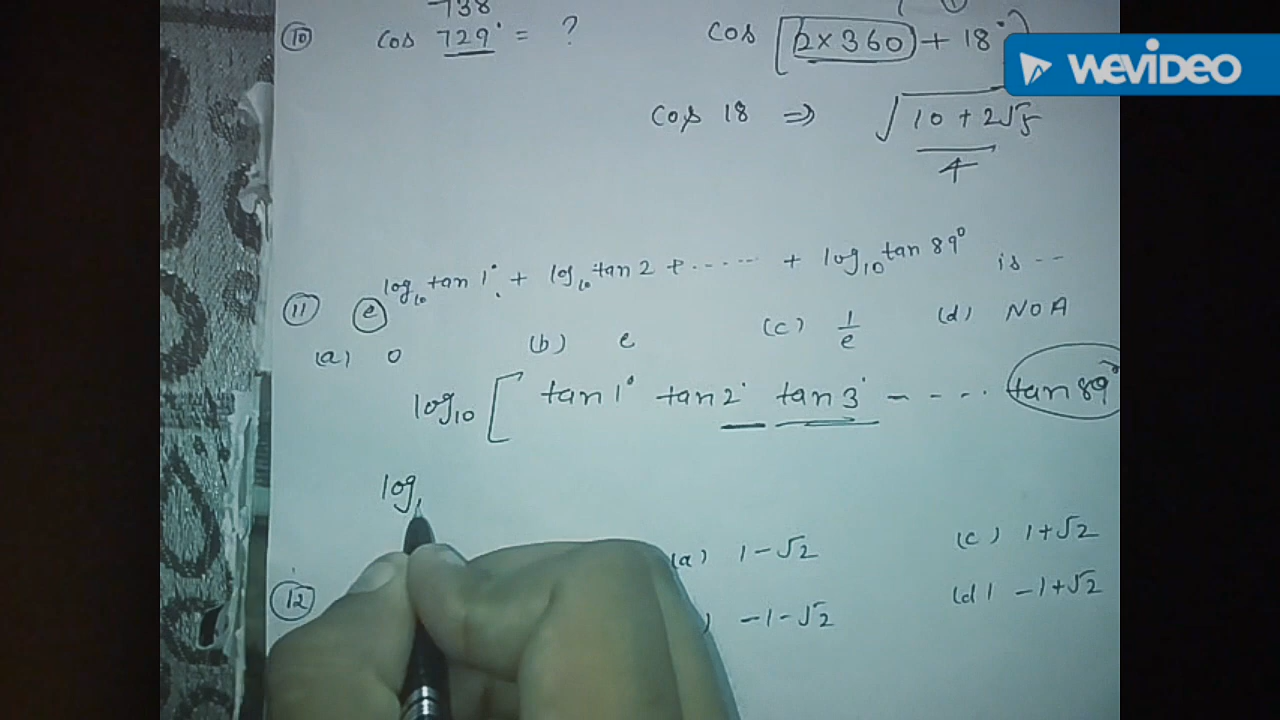 738
(10) cos 729° = ? cos [(2×360)+ 18°]
cos 18 ⇒ √10 + 2√5 / 4
(11) e^log₁₀ tan 1° + log₁₀ tan 2 + ...... + log₁₀ tan 89° is --
(a) 0 (b) e (c) 1/e (d) NOA
log₁₀ [ tan 1° tan 2° tan 3° - - - . . tan 89°
log₁
(a) 1-√2 (c) 1+√2
(12) ) -1-√2 (d) -1+√2
WEVIDEO